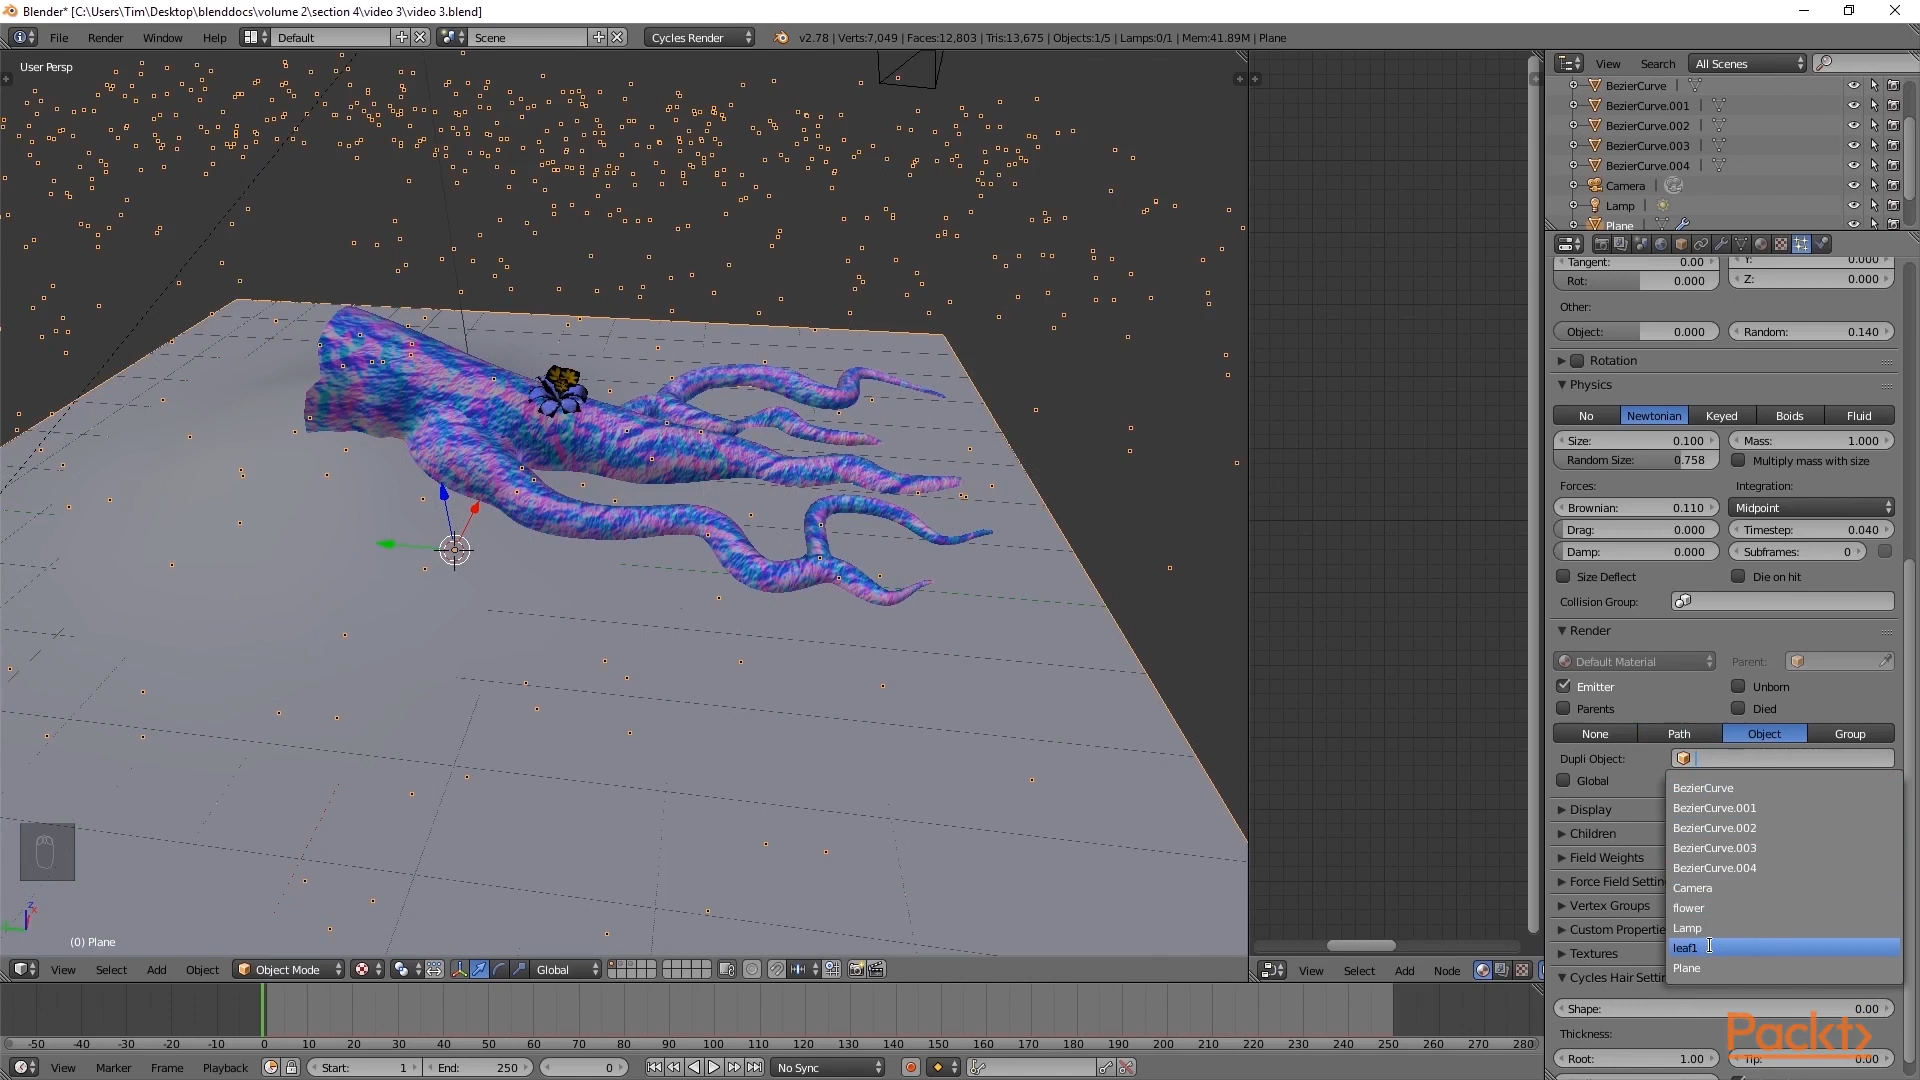 Blender* [C:\Users\Tim\Desktop\blenddocs\volume 2\section 4\video 3\video 3.blend]
File Render Window Help Default Scene Cycles Render v2.78 | Verts:7,049 | Faces:12,803 | Tris:13,675 | Objects:1/5 | Lamps:0/1 | Mem:41.89M | Plane
User Persp
View Search All Scenes
BezierCurve
BezierCurve.001
BezierCurve.002
BezierCurve.003
BezierCurve.004
Camera
Lamp
Plane
Tangent: 0.00 Y: 0.000
Rot: 0.000 Z: 0.000
Other:
Object: 0.000 Random: 0.140
Rotation
Physics
No Newtonian Keyed Boids Fluid
Size: 0.100 Mass: 1.000
Random Size: 0.758 Multiply mass with size
Forces: Integration:
Brownian: 0.110 Midpoint
Drag: 0.000 Timestep: 0.040
Damp: 0.000 Subframes: 0
Size Deflect Die on hit
Collision Group:
Render
Default Material Parent:
Emitter Unborn
Parents Died
None Path Object Group
Dupli Object:
Global
BezierCurve
BezierCurve.001
BezierCurve.002
BezierCurve.003
BezierCurve.004
Camera
flower
Lamp
leaf1
Plane
Display
Children
Field Weights
Force Field Settin
Vertex Groups
Custom Propertie
Textures
Cycles Hair Settin
Shape: 0.00
Thickness:
Root: 1.00 Tip: 0.00
Packt>
z
x
(0) Plane
View Select Add Object Object Mode Global
View Select Add Node
-50 -40 -30 -20 -10 0 10 20 30 40 50 60 70 80 90 100 110 120 130 140 150 160 170 180 190 200 210 220 230 240 250 260 270 280
View Marker Frame Playback Start: 1 End: 250 0 No Sync